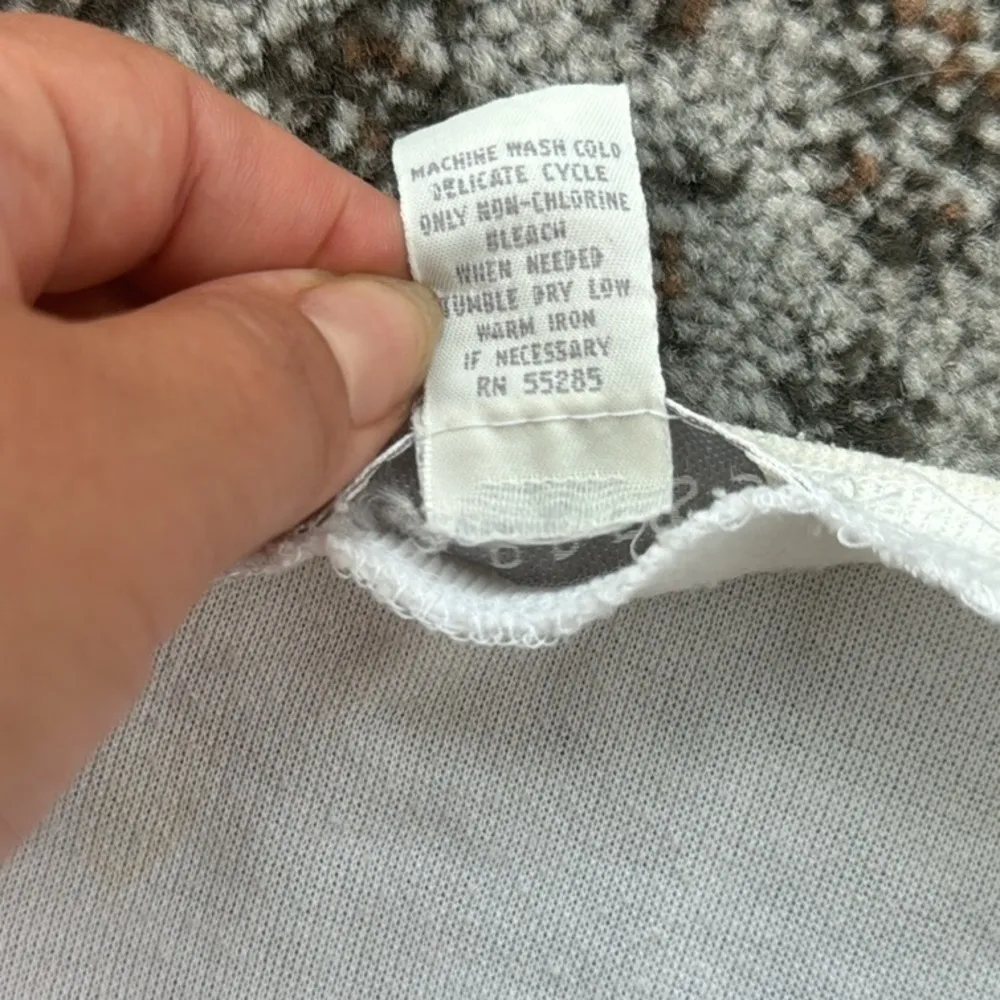 MACHINE WASH COLD
DELICATE CYCLE
ONLY NON-CHLORINE
BLEACH
WHEN NEEDED
TUMBLE DRY LOW
WARM IRON
IF NECESSARY
RN 55285